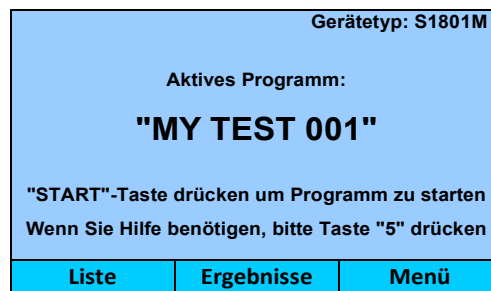 Gerätetyp: S1801M
Aktives Programm:
"MY TEST 001"
"START"-Taste drücken um Programm zu starten
Wenn Sie Hilfe benötigen, bitte Taste "5" drücken
Liste Ergebnisse Menü